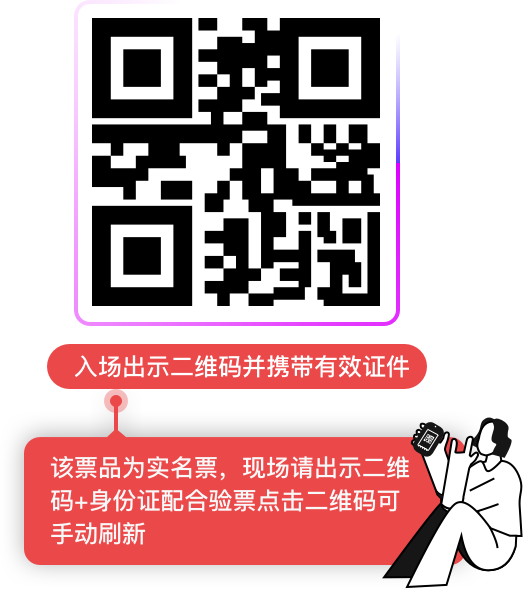 入场出示二维码并携带有效证件
该票品为实名票，现场请出示二维
码+身份证配合验票点击二维码可
手动刷新